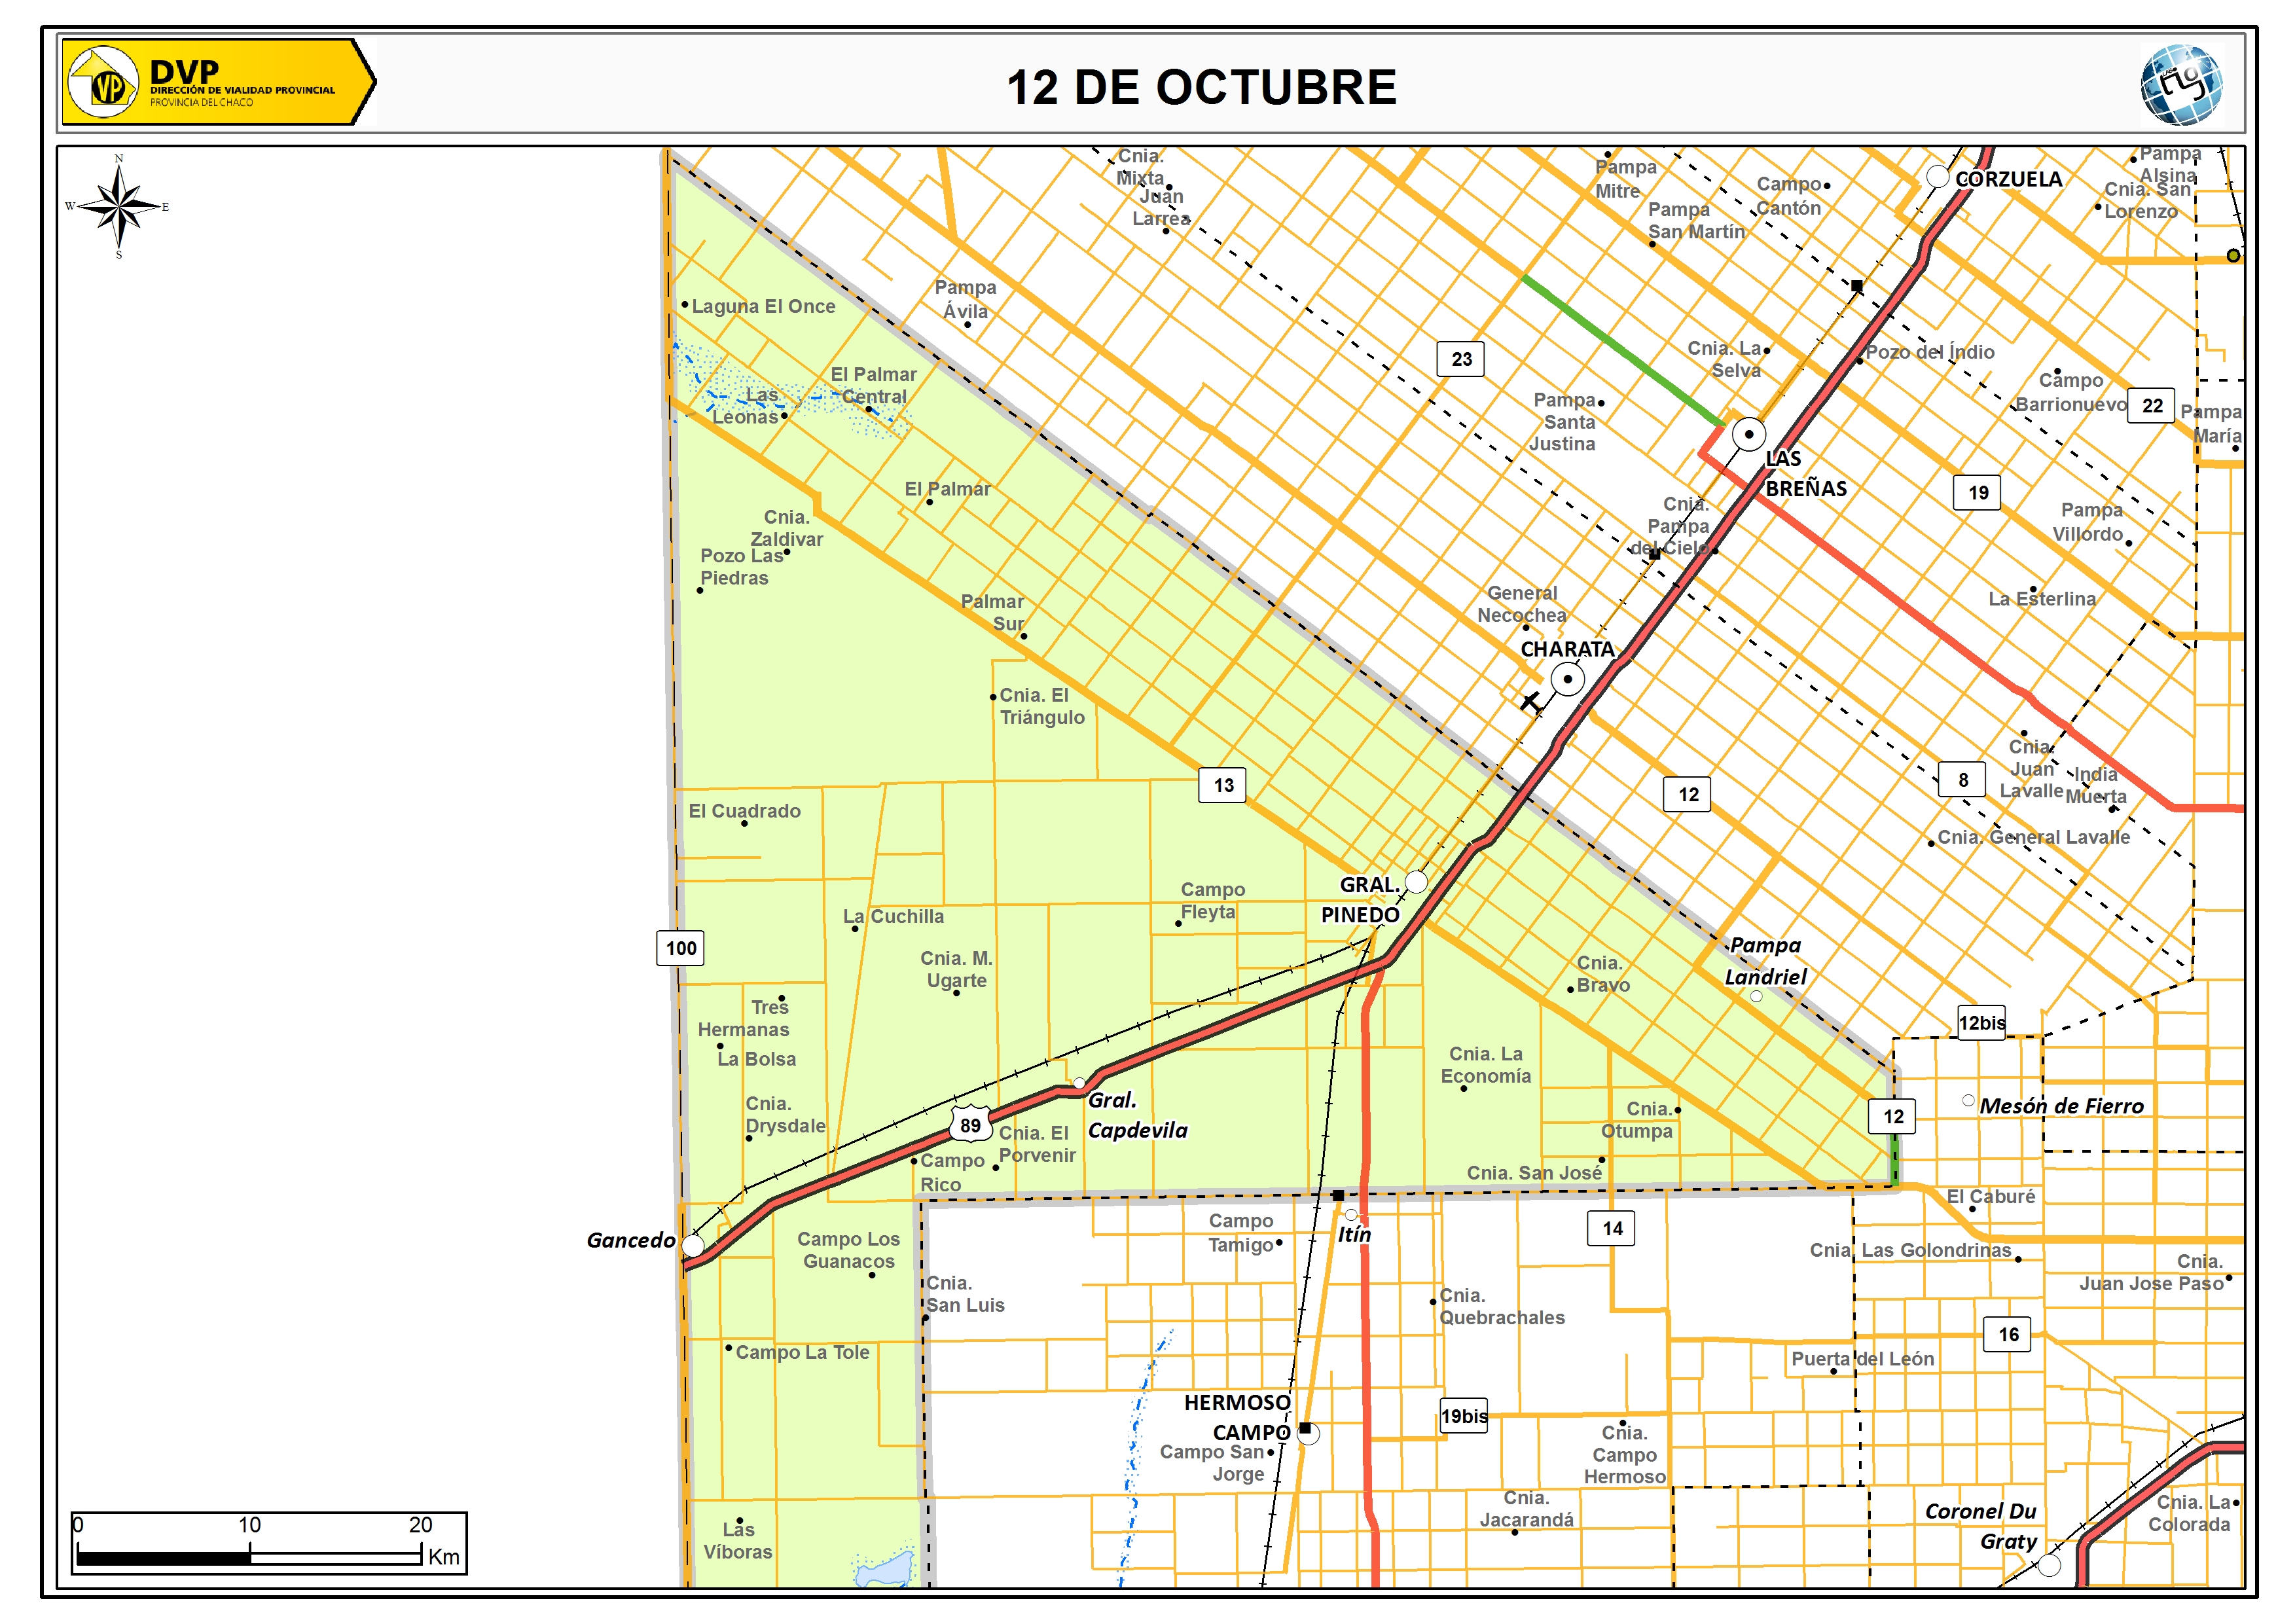 DVP
DIRECCIÓN DE VIALIDAD PROVINCIAL
PROVINCIA DEL CHACO
VP
12 DE OCTUBRE
N
W
E
S
Cnia.
Mixta
Juan
Larrea
Pampa
Mitre
Campo
Cantón
CORZUELA
Pampa
Alsina
Cnia. San
Lorenzo
Pampa
San Martín
Laguna El Once
Pampa
Ávila
23
Cnia. La
Selva
Pozo del Índio
Campo
Barrionuevo
22
Pampa
María
El Palmar
Central
Las
Leonas
Pampa
Santa
Justina
LAS
BREÑAS
19
El Palmar
Cnia.
Zaldivar
Pozo Las
Piedras
Cnia.
Pampa
del Cielo
Pampa
Villordo
Palmar
Sur
General
Necochea
La Esterlina
CHARATA
Cnia. El
Triángulo
13
12
8
Cnia.
Juan
Lavalle
India
Muerta
El Cuadrado
Cnia. General Lavalle
GRAL.
PINEDO
Campo
Fleyta
La Cuchilla
100
Cnia. M.
Ugarte
Cnia.
Bravo
Pampa
Landriel
Tres
Hermanas
La Bolsa
12bis
Cnia. La
Economía
Cnia.
Drysdale
Gral.
Capdevila
89
Cnia. El
Porvenir
Campo
Rico
Cnia.
Otumpa
12
Mesón de Fierro
Cnia. San José
El Caburé
Gancedo
Campo Los
Guanacos
Campo
Tamigo
Itín
14
Cnia. Las Golondrinas
Cnia.
Juan Jose Paso
Cnia.
San Luis
Cnia.
Quebrachales
16
Campo La Tole
Puerta del León
HERMOSO
CAMPO
19bis
Campo San
Jorge
Cnia.
Campo
Hermoso
Cnia.
Jacarandá
Coronel Du
Graty
Cnia. La
Colorada
Las
Víboras
0
10
20
Km